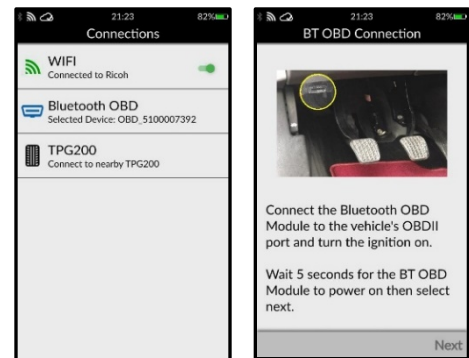 21:23
82%
Connections
WIFI
Connected to Ricoh
Bluetooth OBD
Selected Device: OBD_5100007392
TPG200
Connect to nearby TPG200
21:23
82%
BT OBD Connection
Connect the Bluetooth OBD
Module to the vehicle's OBDII
port and turn the ignition on.
Wait 5 seconds for the BT OBD
Module to power on then select
next.
Next